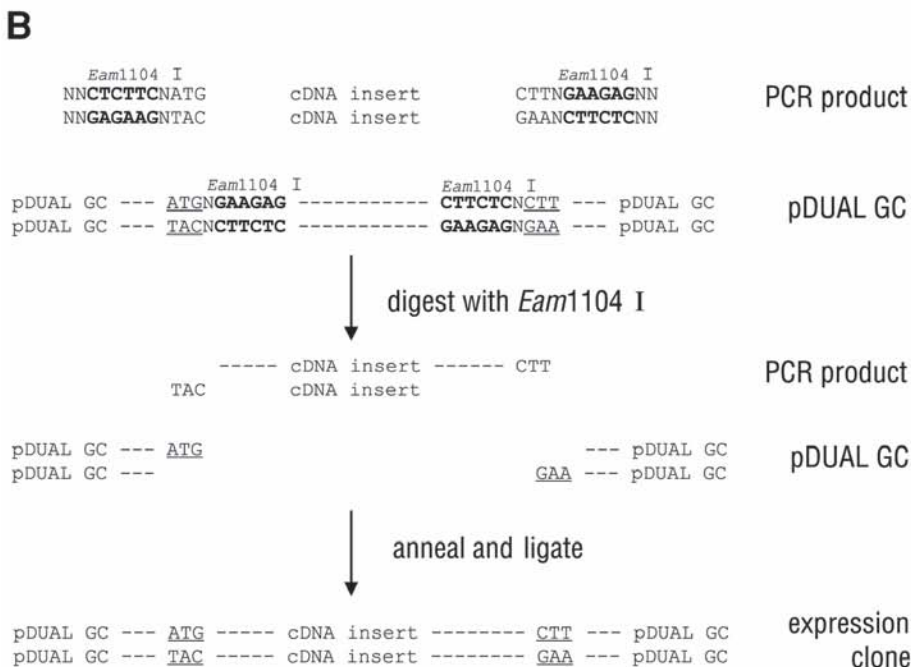 B
Eam1104 I Eam1104 I
NNCTCTTCNATG cDNA insert CTTNGAAGAGNN PCR product
NNGAGAAGNTAC cDNA insert GAANCTTCTCNN
Eam1104 I Eam1104 I
pDUAL GC --- ATGNGAAGAG ---------- CTTCTCNCTT --- pDUAL GC pDUAL GC
pDUAL GC --- TACNCTTCTC ---------- GAAGAGNGAA --- pDUAL GC
digest with Eam1104 I
----- cDNA insert ------ CTT PCR product
TAC cDNA insert
pDUAL GC --- ATG --- pDUAL GC pDUAL GC
pDUAL GC --- GAA --- pDUAL GC
anneal and ligate
pDUAL GC --- ATG ----- cDNA insert -------- CTT --- pDUAL GC expression
pDUAL GC --- TAC ----- cDNA insert -------- GAA --- pDUAL GC clone